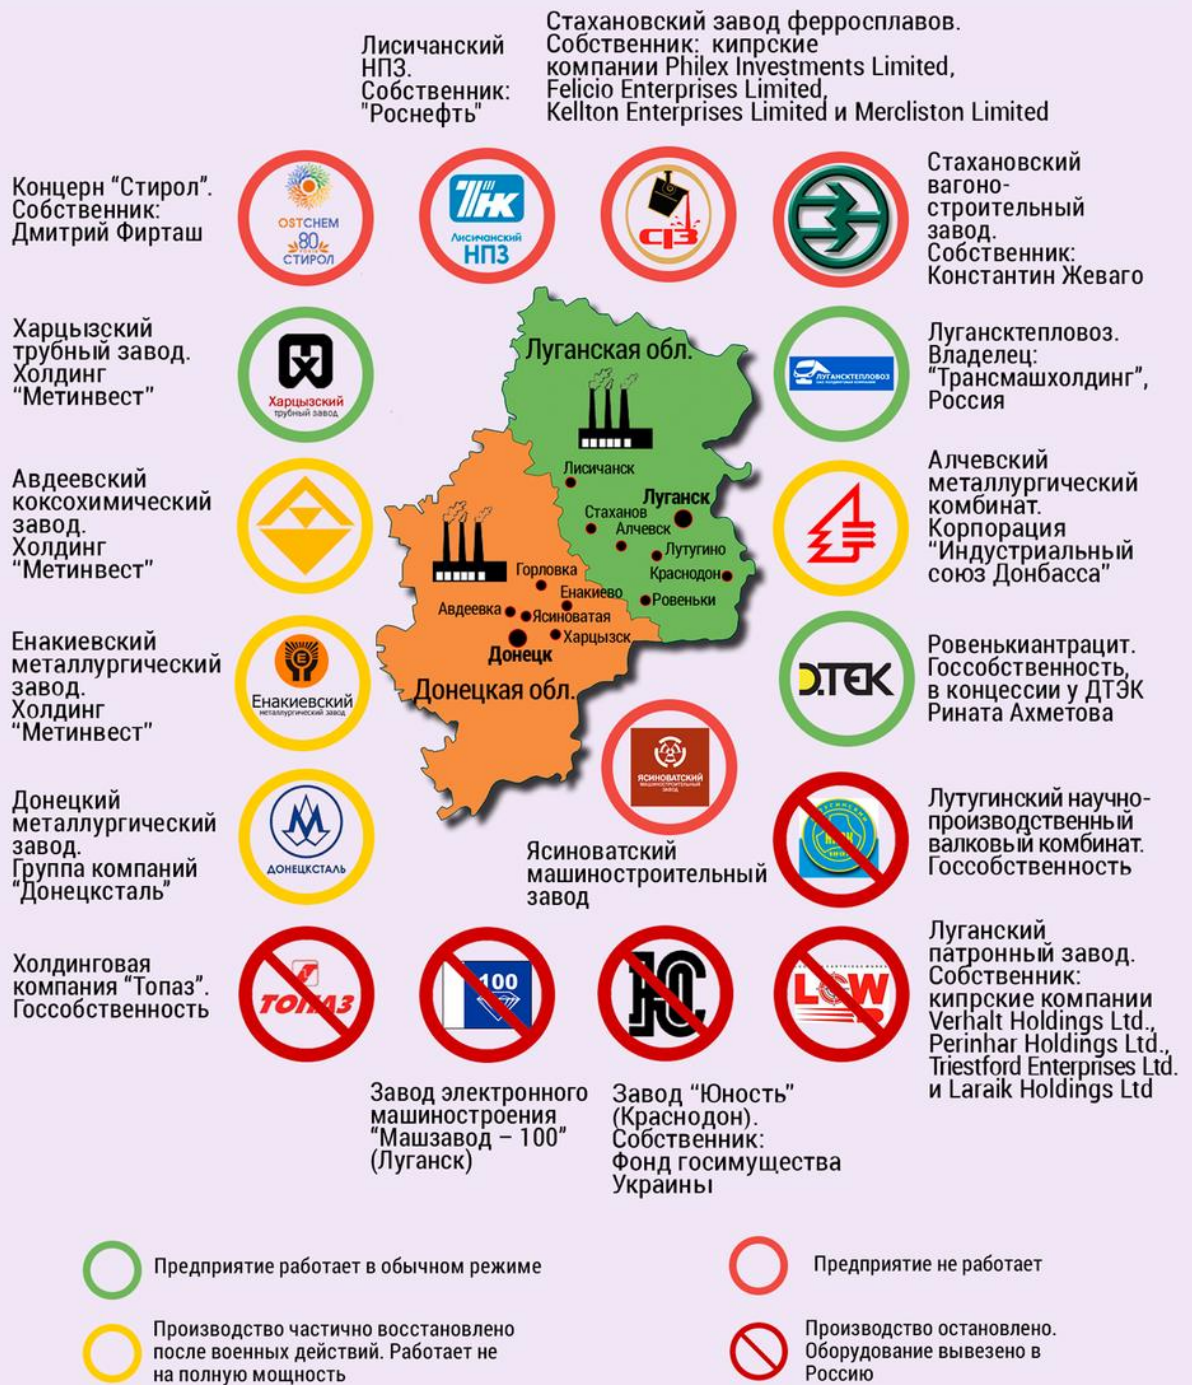 Лисичанский
НПЗ.
Собственник:
"Роснефть"
Стахановский завод ферросплавов.
Собственник: кипрские
компании Philex Investments Limited,
Felicio Enterprises Limited,
Kellton Enterprises Limited и Mercliston Limited
Концерн “Стирол”.
Собственник:
Дмитрий Фирташ
OSTCHEM
80
СТИРОЛ
ТНК
Лисичанский
НПЗ
СЗ
Стахановский
вагоно-
строительный
завод.
Собственник:
Константин Жеваго
Харцызский
трубный завод.
Холдинг
“Метинвест”
Харцызский
трубный завод
Луганская обл.
ЛУГАНСКТЕПЛОВОЗ
Лугансктепловоз.
Владелец:
“Трансмашхолдинг”,
Россия
Авдеевский
коксохимический
завод.
Холдинг
“Метинвест”
Лисичанск
Луганск
Стаханов
Алчевск
Лутугино
Краснодон
Ровеньки
Горловка
Енакиево
Авдеевка
Ясиноватая
Харцызск
Донецк
Донецкая обл.
Алчевский
металлургический
комбинат.
Корпорация
“Индустриальный
союз Донбасса”
Енакиевский
металлургический
завод.
Холдинг
“Метинвест”
Енакиевский
металлургический завод
D.TEK
Ровенькиантрацит.
Госсобственность,
в концессии у ДТЭК
Рината Ахметова
ЯСИНОВАТСКИЙ
МАШИНОСТРОИТЕЛЬНЫЙ
ЗАВОД
Ясиноватский
машиностроительный
завод
Донецкий
металлургический
завод.
Группа компаний
“Донецксталь”
ДОНЕЦКСТАЛЬ
Лутугинский научно-
производственный
валковый комбинат.
Госсобственность
Холдинговая
компания “Топаз”.
Госсобственность
ТОПАЗ
100
Завод электронного
машиностроения
“Машзавод – 100”
(Луганск)
Ю
Завод “Юность”
(Краснодон).
Собственник:
Фонд госимущества
Украины
LCW
Луганский
патронный завод.
Собственник:
кипрские компании
Verhalt Holdings Ltd.,
Perinhar Holdings Ltd.,
Triestford Enterprises Ltd.
и Laraik Holdings Ltd
Предприятие работает в обычном режиме
Предприятие не работает
Производство частично восстановлено
после военных действий. Работает не
на полную мощность
Производство остановлено.
Оборудование вывезено в
Россию